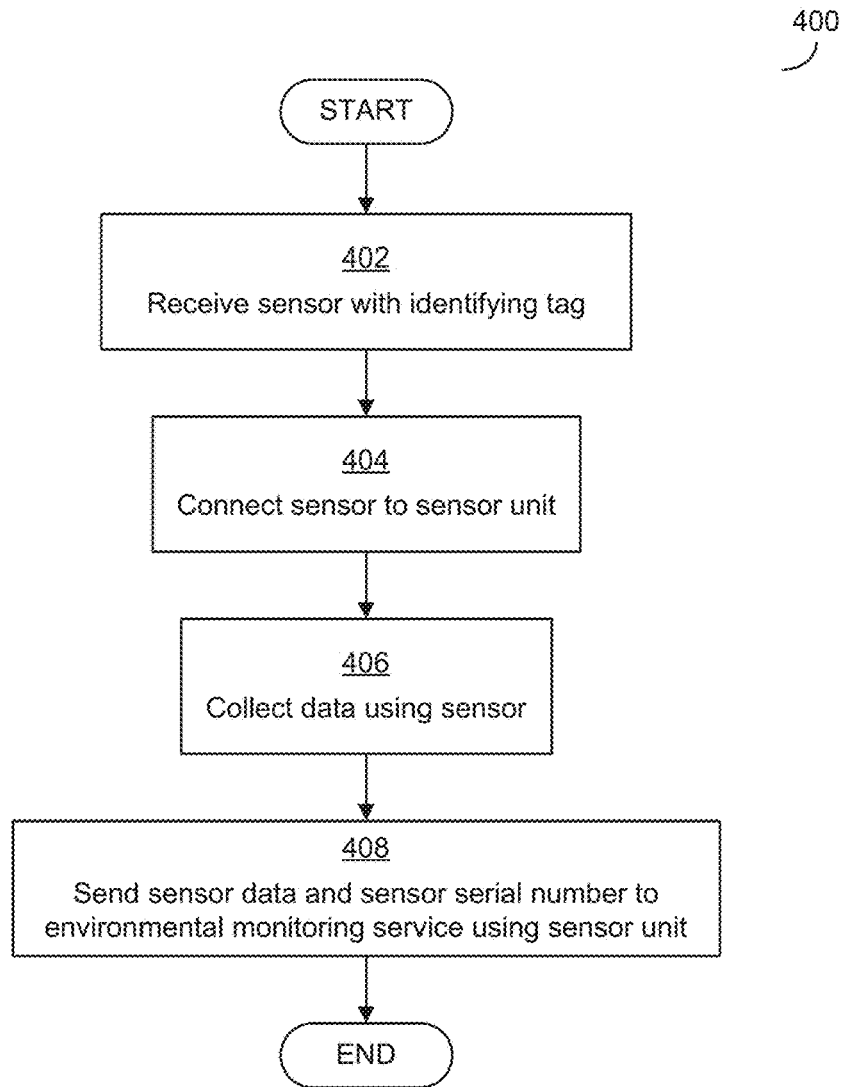 400
START
402
Receive sensor with identifying tag
404
Connect sensor to sensor unit
406
Collect data using sensor
408
Send sensor data and sensor serial number to
environmental monitoring service using sensor unit
END